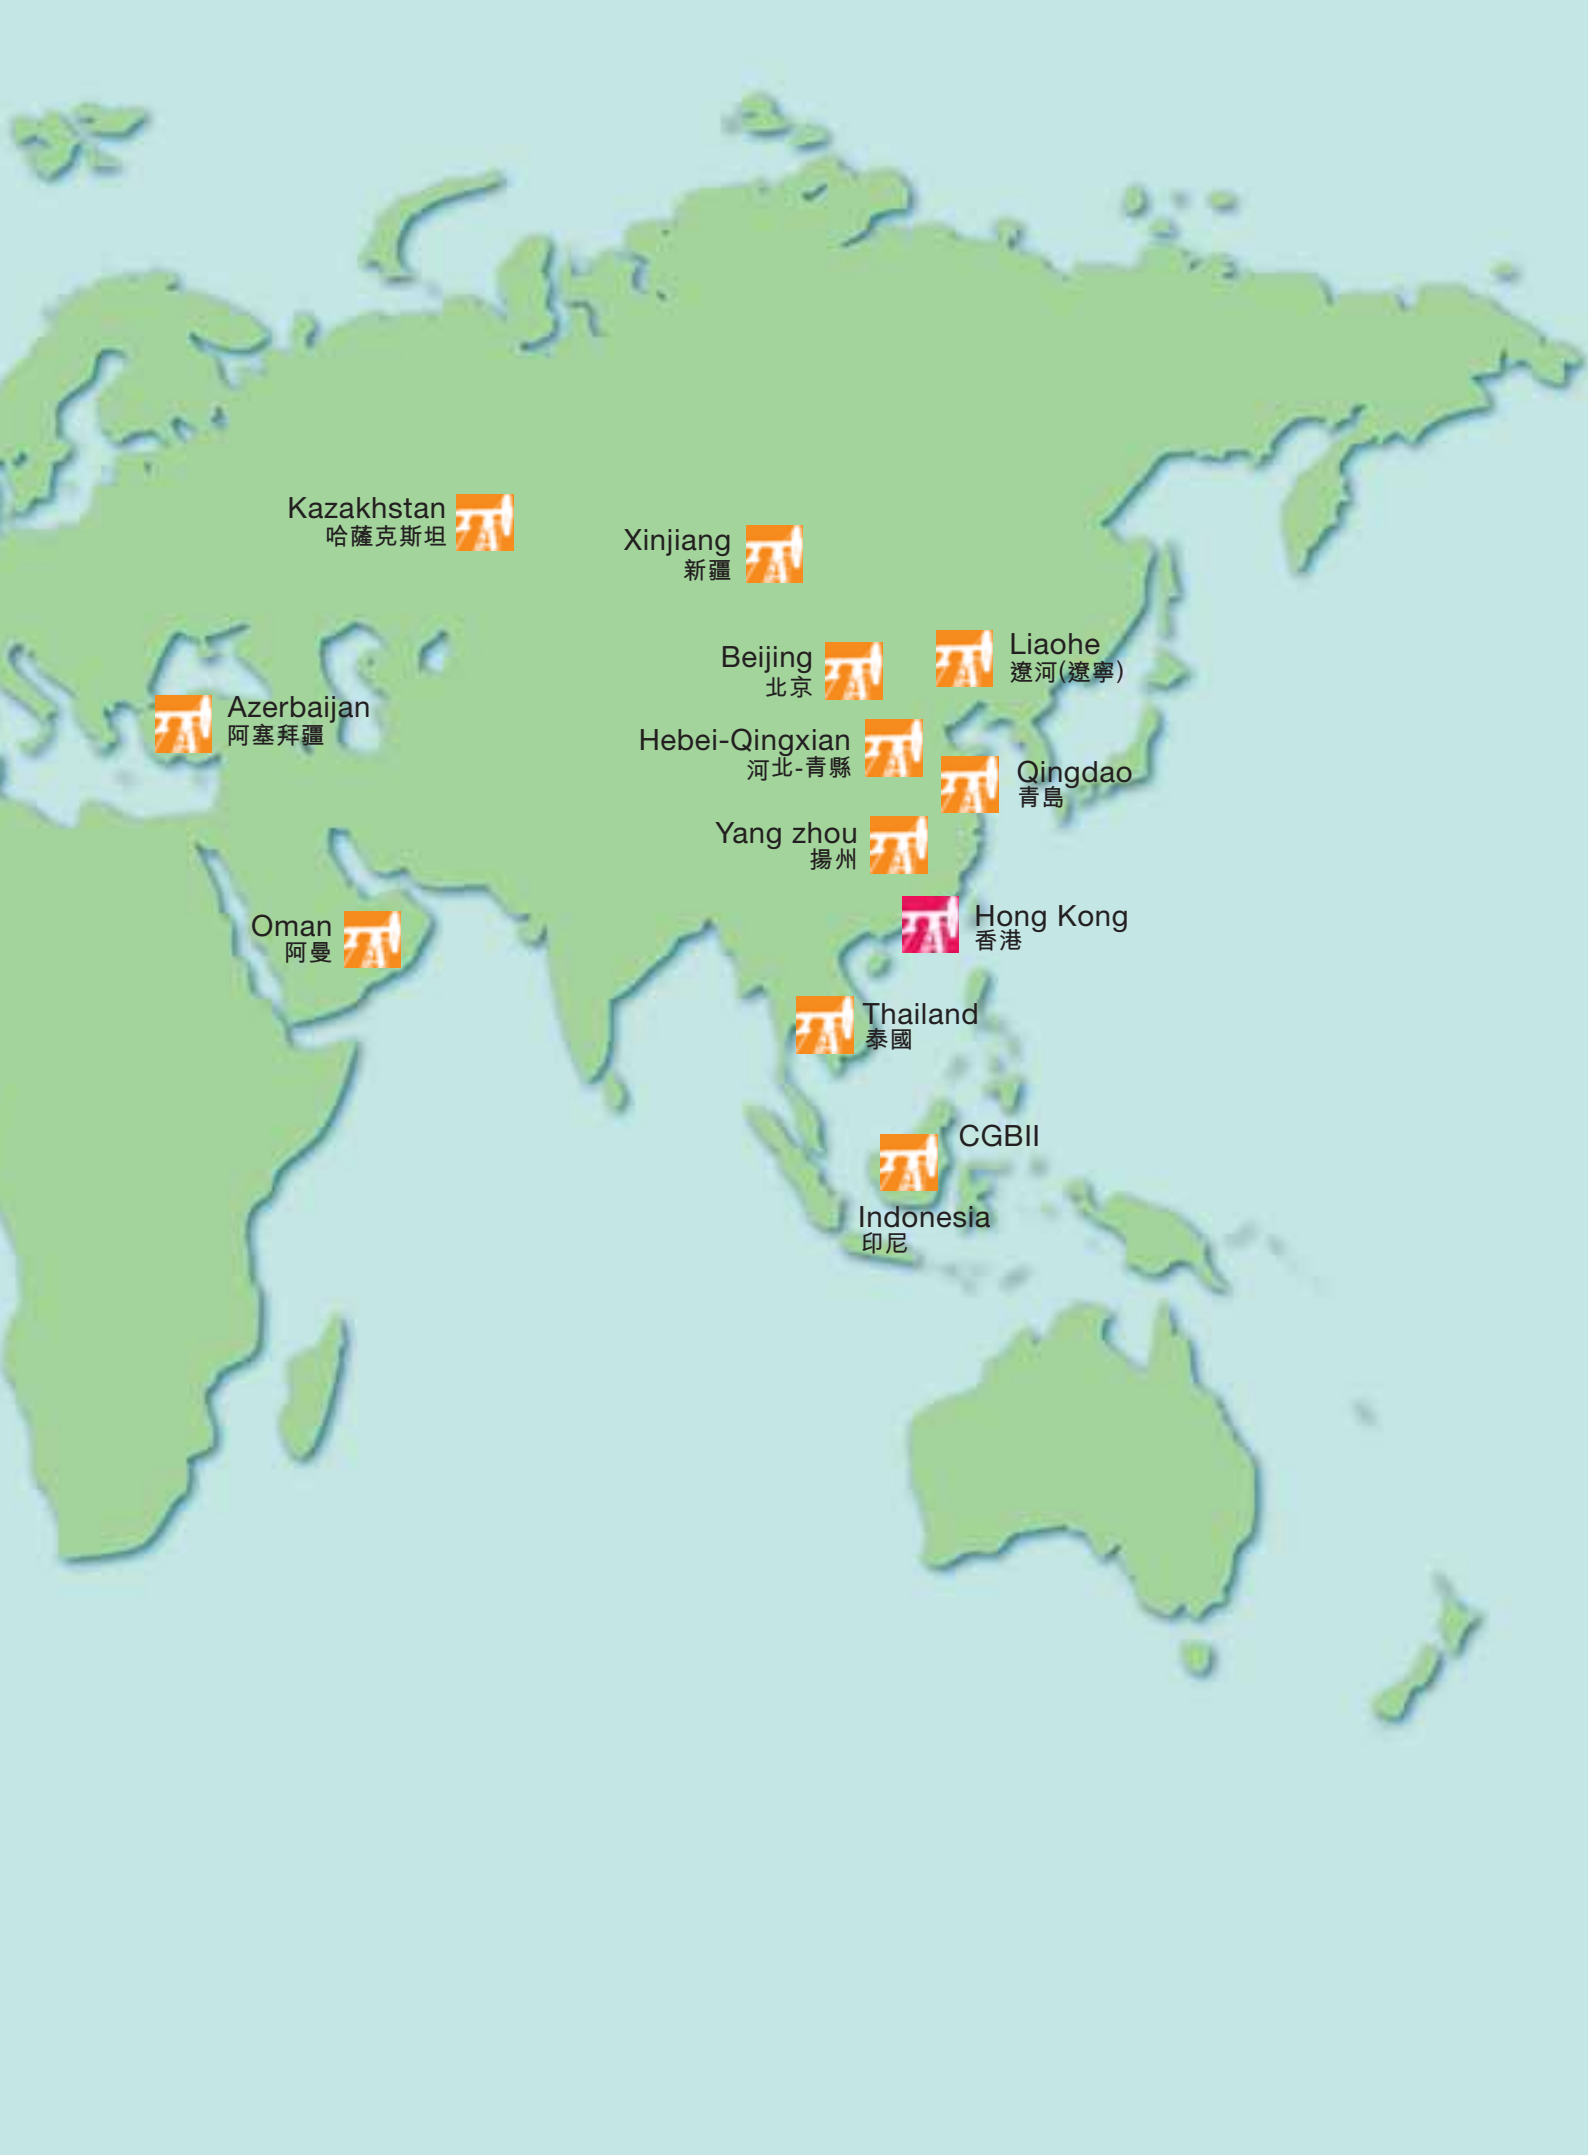 Kazakhstan
哈薩克斯坦
Xinjiang
新疆
Beijing
北京
Liaohe
遼河(遼寧)
Azerbaijan
阿塞拜疆
Hebei-Qingxian
河北-青縣
Qingdao
青島
Yang zhou
揚州
Oman
阿曼
Hong Kong
香港
Thailand
泰國
CGBII
Indonesia
印尼